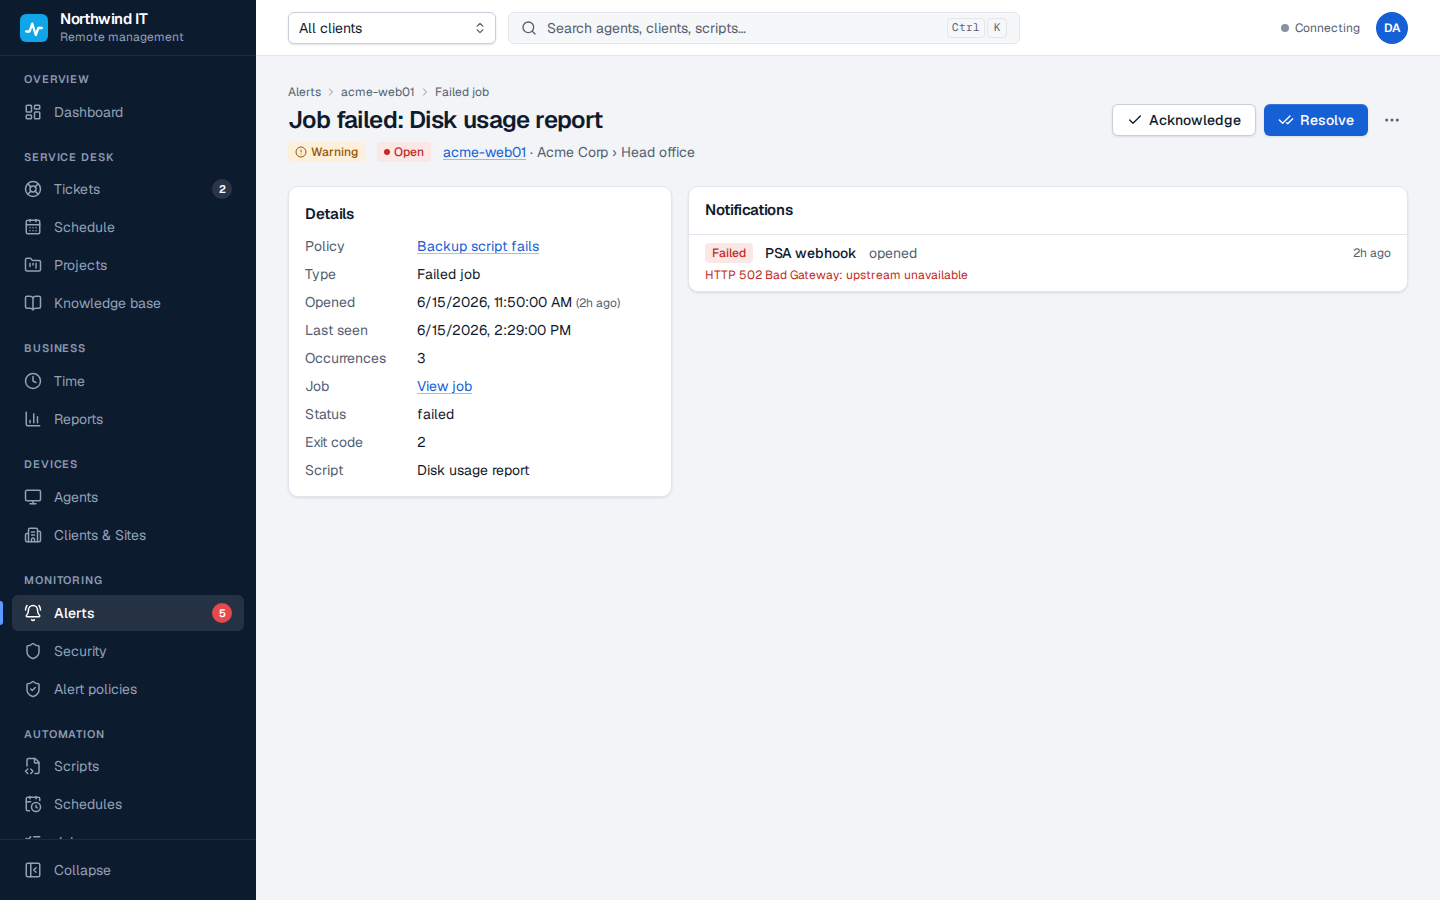 Northwind IT
Remote management
OVERVIEW
Dashboard
SERVICE DESK
Tickets 2
Schedule
Projects
Knowledge base
BUSINESS
Time
Reports
DEVICES
Agents
Clients & Sites
MONITORING
Alerts 5
Security
Alert policies
AUTOMATION
Scripts
Schedules
Collapse
All clients
Search agents, clients, scripts... Ctrl K
Connecting
DA
Alerts > acme-web01 > Failed job
Job failed: Disk usage report
Acknowledge
Resolve
Warning Open acme-web01 · Acme Corp › Head office
Details
Policy Backup script fails
Type Failed job
Opened 6/15/2026, 11:50:00 AM (2h ago)
Last seen 6/15/2026, 2:29:00 PM
Occurrences 3
Job View job
Status failed
Exit code 2
Script Disk usage report
Notifications
Failed PSA webhook opened 2h ago
HTTP 502 Bad Gateway: upstream unavailable